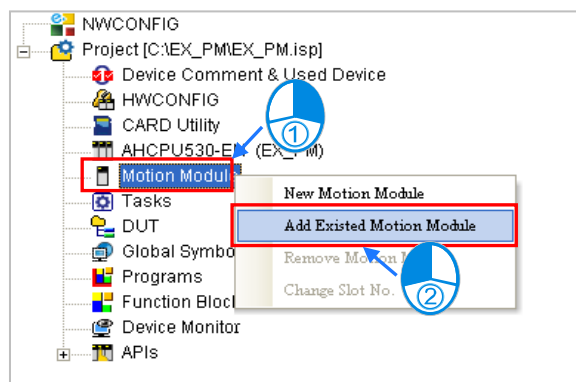 NWCONFIG
Project [C:\EX_PM\EX_PM.isp]
Device Comment & Used Device
HWCONFIG
CARD Utility
①
AHCPU530-E (EX_PM)
Motion Module
New Motion Module
Tasks
Add Existed Motion Module
DUT
Global Symbo
Remove Motion M
Programs
Change Slot No.
②
Function Bloc
Device Monitor
APIs